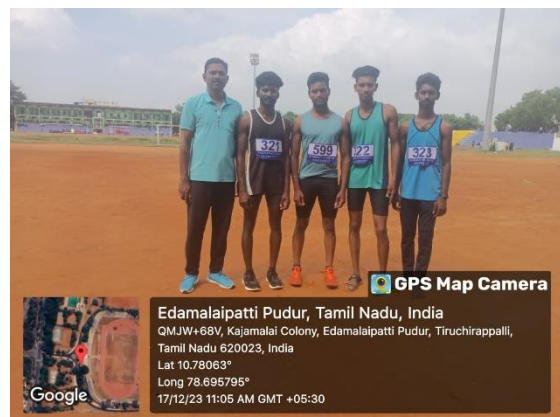 321
599
22
323
GPS Map Camera
Edamalaipatti Pudur, Tamil Nadu, India
QMJW+68V, Kajamalai Colony, Edamalaipatti Pudur, Tiruchirappalli,
Tamil Nadu 620023, India
Lat 10.78063°
Long 78.695795°
17/12/23 11:05 AM GMT +05:30
Google